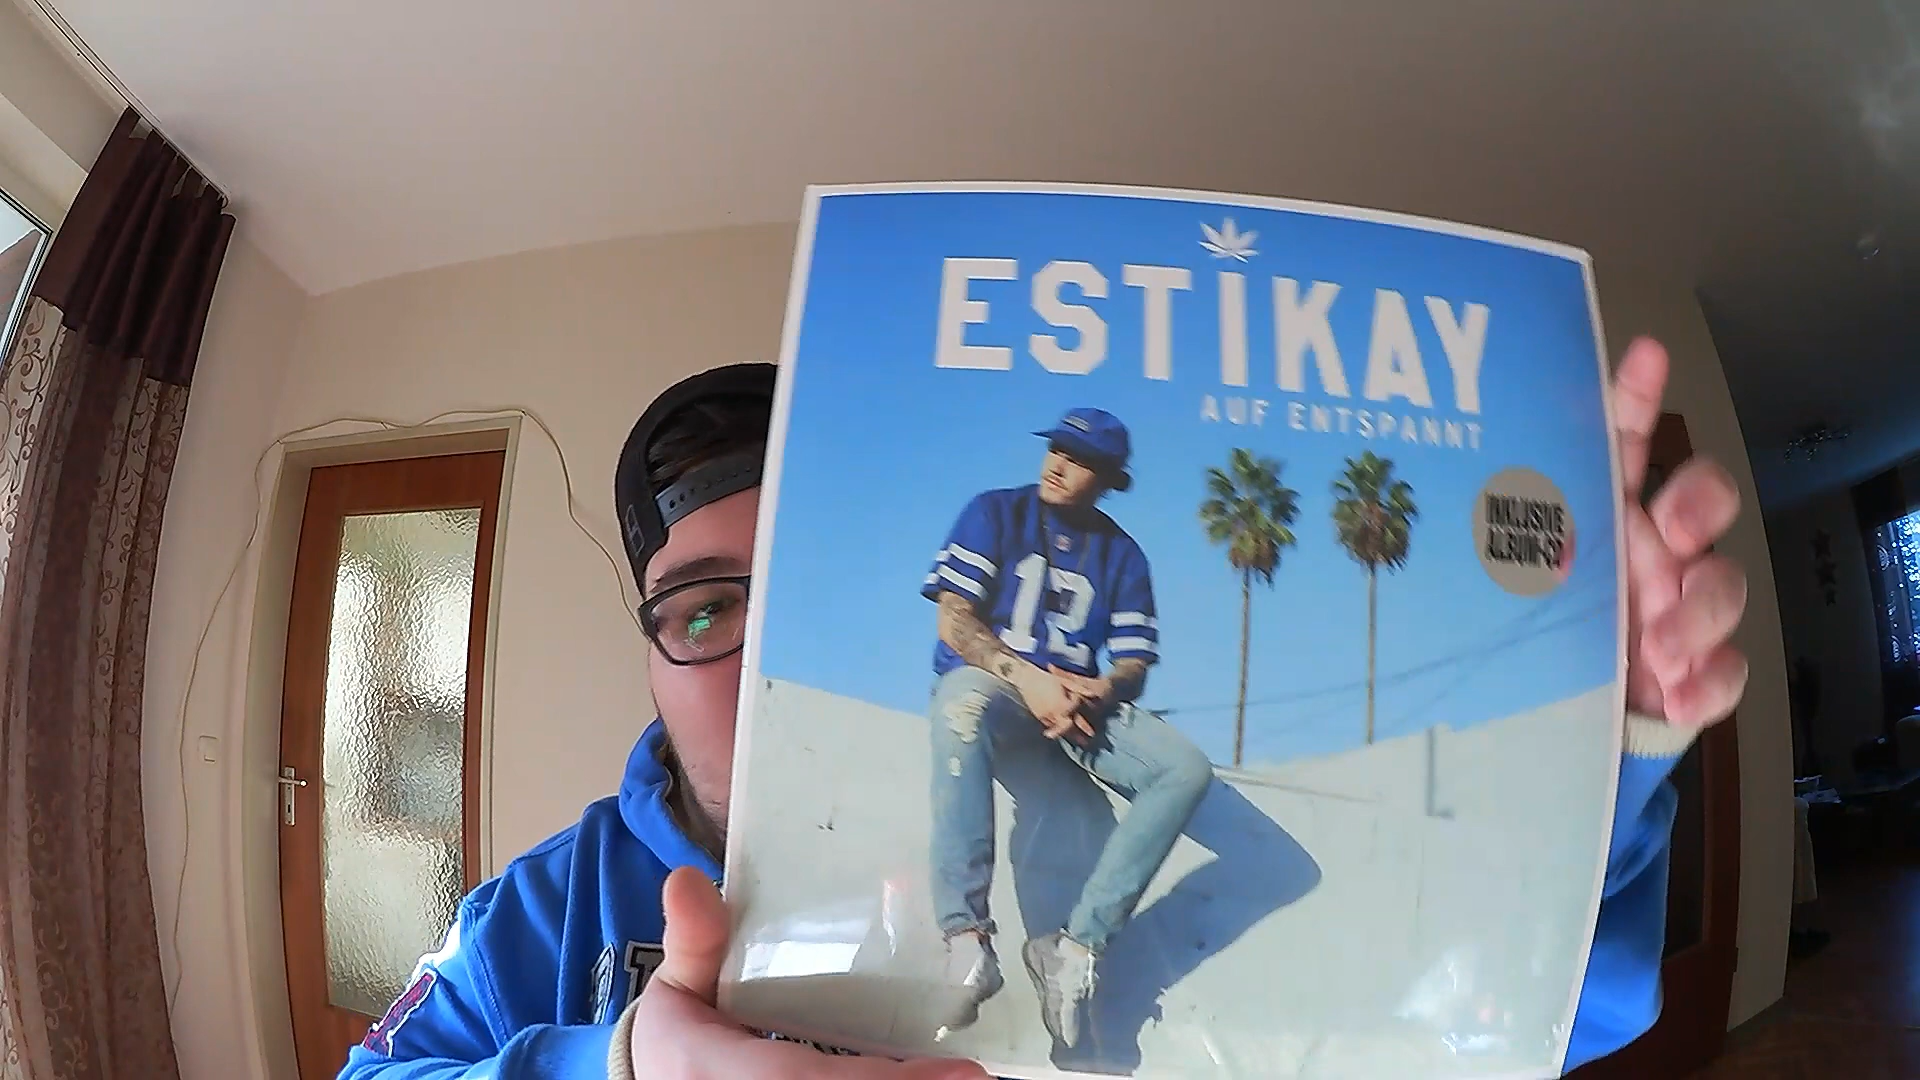 ESTIKAY
AUF ENTSPANNT
INKLUSIVE
ALBUM-CD
12